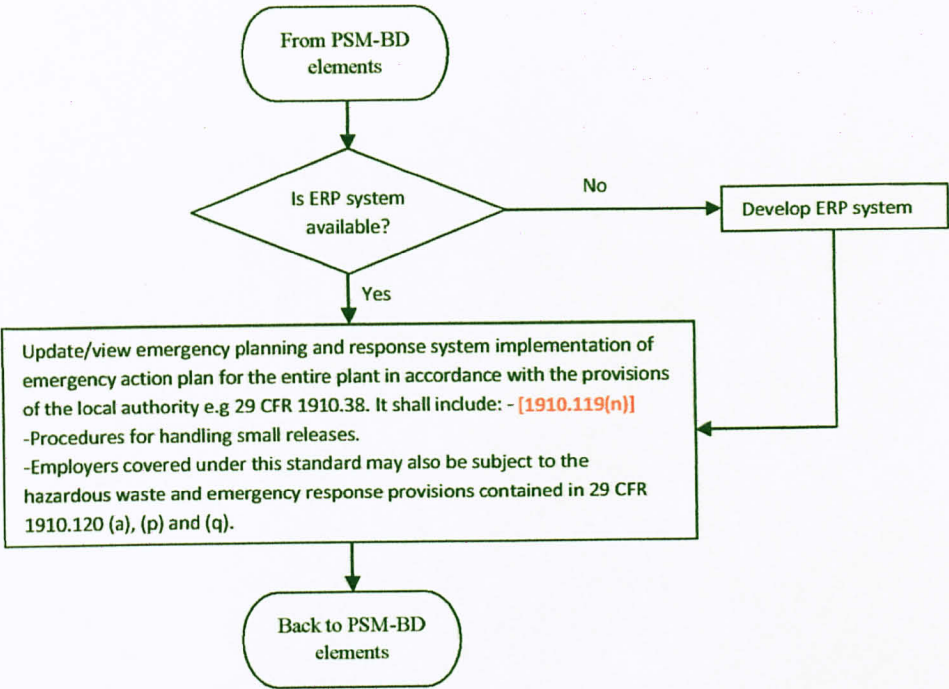 From PSM-BD
elements
Is ERP system
available?
No
Develop ERP system
Yes
Update/view emergency planning and response system implementation of
emergency action plan for the entire plant in accordance with the provisions
of the local authority e.g 29 CFR 1910.38. It shall include: - [1910.119(n)]
-Procedures for handling small releases.
-Employers covered under this standard may also be subject to the
hazardous waste and emergency response provisions contained in 29 CFR
1910.120 (a), (p) and (q).
Back to PSM-BD
elements